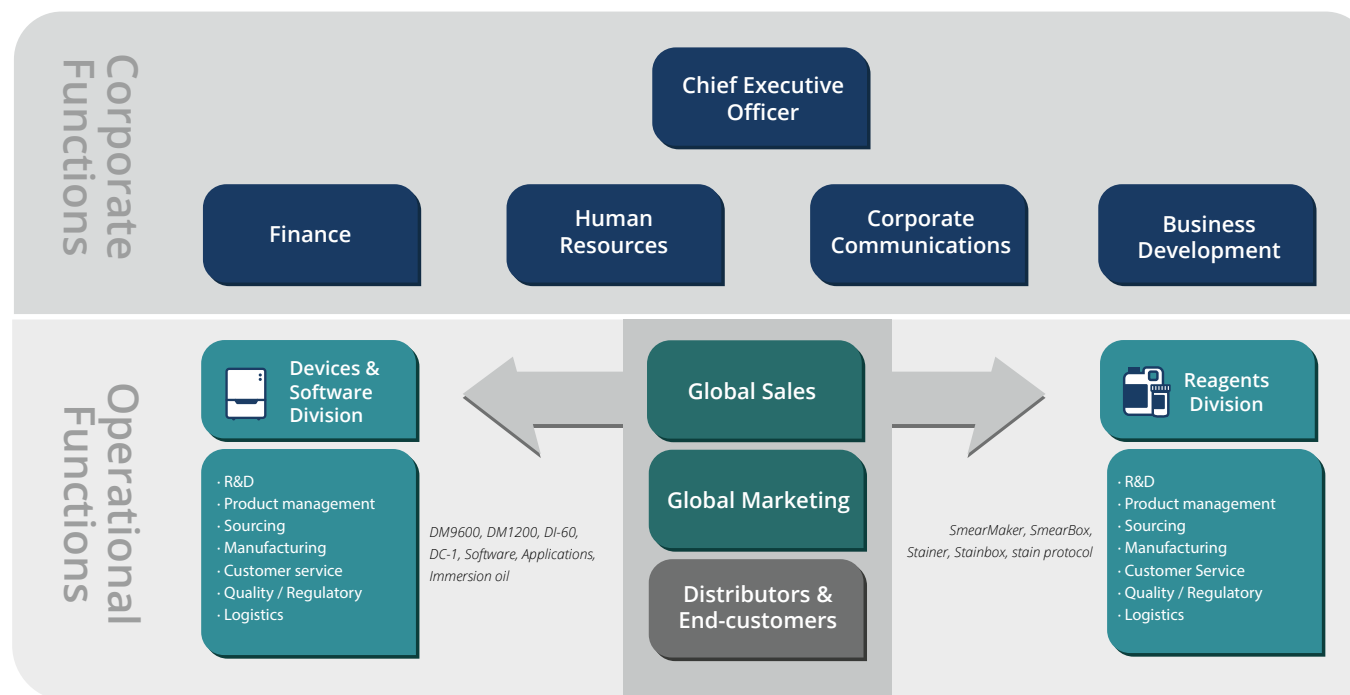 Corporate
Functions
Chief Executive
Officer
Finance
Human
Resources
Corporate
Communications
Business
Development
Operational
Functions
Devices &
Software
Division
· R&D
· Product management
· Sourcing
· Manufacturing
· Customer service
· Quality / Regulatory
· Logistics
DM9600, DM1200, DI-60,
DC-1, Software, Applications,
Immersion oil
Global Sales
Global Marketing
Distributors &
End-customers
SmearMaker, SmearBox,
Stainer, Stainbox, stain protocol
Reagents
Division
· R&D
· Product management
· Sourcing
· Manufacturing
· Customer Service
· Quality / Regulatory
· Logistics